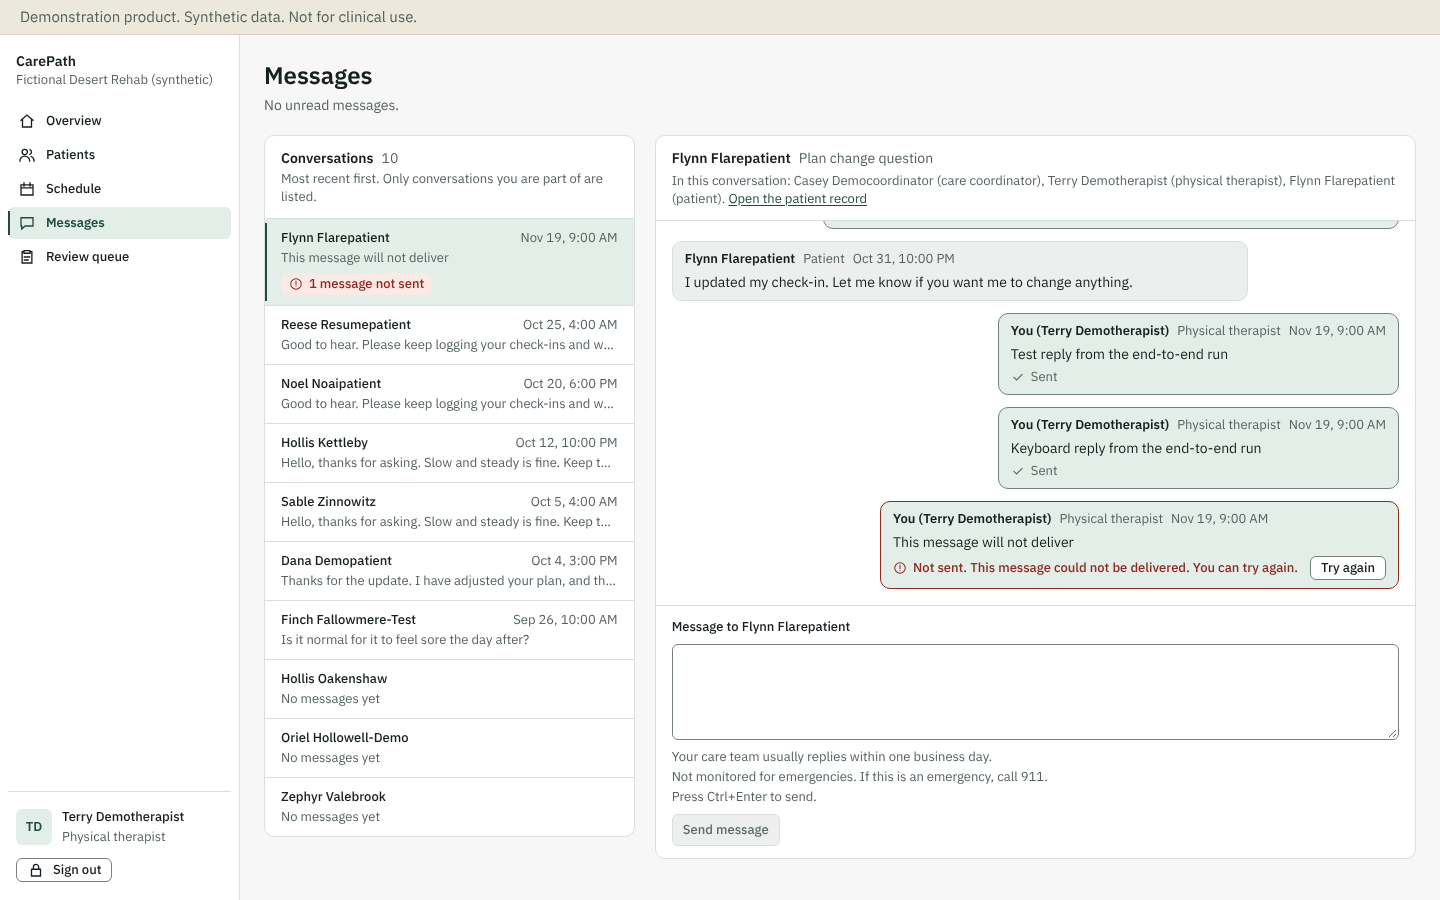 Demonstration product. Synthetic data. Not for clinical use.
CarePath
Fictional Desert Rehab (synthetic)
Overview
Patients
Schedule
Messages
Review queue
TD
Terry Demotherapist
Physical therapist
Sign out
Messages
No unread messages.
Conversations 10
Most recent first. Only conversations you are part of are
listed.
Flynn Flarepatient Nov 19, 9:00 AM
This message will not deliver
1 message not sent
Reese Resumepatient Oct 25, 4:00 AM
Good to hear. Please keep logging your check-ins and w...
Noel Noaipatient Oct 20, 6:00 PM
Good to hear. Please keep logging your check-ins and w...
Hollis Kettleby Oct 12, 10:00 PM
Hello, thanks for asking. Slow and steady is fine. Keep t...
Sable Zinnowitz Oct 5, 4:00 AM
Hello, thanks for asking. Slow and steady is fine. Keep t...
Dana Demopatient Oct 4, 3:00 PM
Thanks for the update. I have adjusted your plan, and th...
Finch Fallowmere-Test Sep 26, 10:00 AM
Is it normal for it to feel sore the day after?
Hollis Oakenshaw
No messages yet
Oriel Hollowell-Demo
No messages yet
Zephyr Valebrook
No messages yet
Flynn Flarepatient Plan change question
In this conversation: Casey Democoordinator (care coordinator), Terry Demotherapist (physical therapist), Flynn Flarepatient
(patient). Open the patient record
Flynn Flarepatient Patient Oct 31, 10:00 PM
I updated my check-in. Let me know if you want me to change anything.
You (Terry Demotherapist) Physical therapist Nov 19, 9:00 AM
Test reply from the end-to-end run
Sent
You (Terry Demotherapist) Physical therapist Nov 19, 9:00 AM
Keyboard reply from the end-to-end run
Sent
You (Terry Demotherapist) Physical therapist Nov 19, 9:00 AM
This message will not deliver
Not sent. This message could not be delivered. You can try again. Try again
Message to Flynn Flarepatient
Your care team usually replies within one business day.
Not monitored for emergencies. If this is an emergency, call 911.
Press Ctrl+Enter to send.
Send message